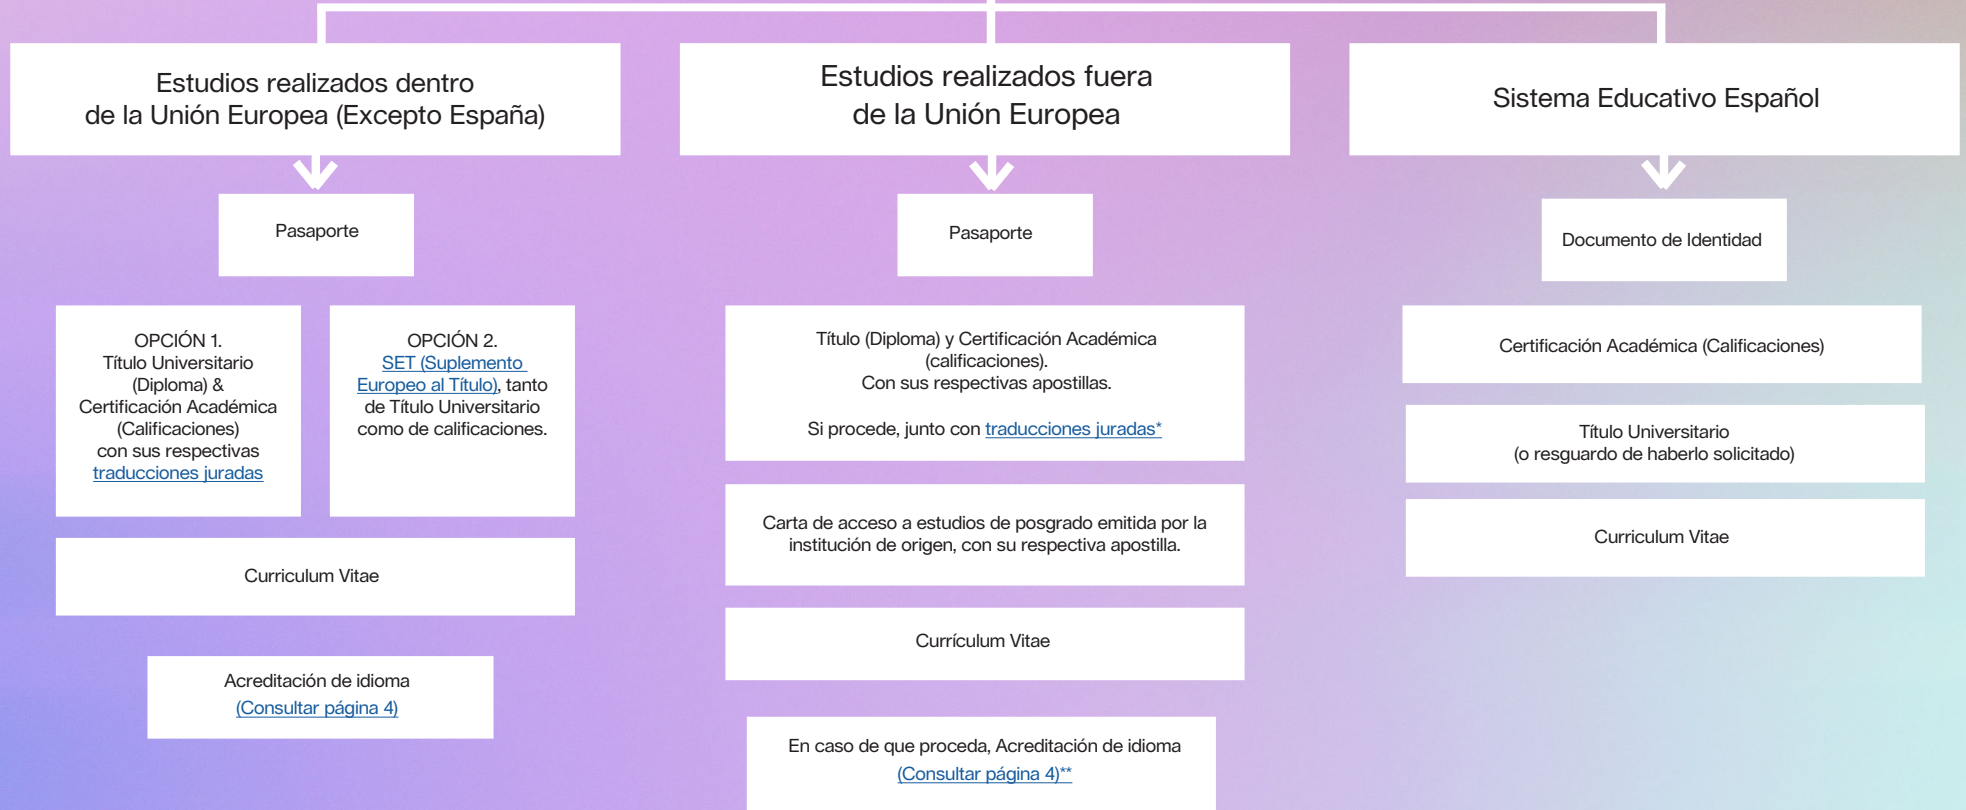 Estudios realizados dentro
de la Unión Europea (Excepto España)
Pasaporte
OPCIÓN 1.
Título Universitario
(Diploma) &
Certificación Académica
(Calificaciones)
con sus respectivas
traducciones juradas
OPCIÓN 2.
SET (Suplemento
Europeo al Título), tanto
de Título Universitario
como de calificaciones.
Curriculum Vitae
Acreditación de idioma
(Consultar página 4)
Estudios realizados fuera
de la Unión Europea
Pasaporte
Título (Diploma) y Certificación Académica
(calificaciones).
Con sus respectivas apostillas.
Si procede, junto con traducciones juradas*
Carta de acceso a estudios de posgrado emitida por la
institución de origen, con su respectiva apostilla.
Currículum Vitae
En caso de que proceda, Acreditación de idioma
(Consultar página 4)**
Sistema Educativo Español
Documento de Identidad
Certificación Académica (Calificaciones)
Título Universitario
(o resguardo de haberlo solicitado)
Curriculum Vitae